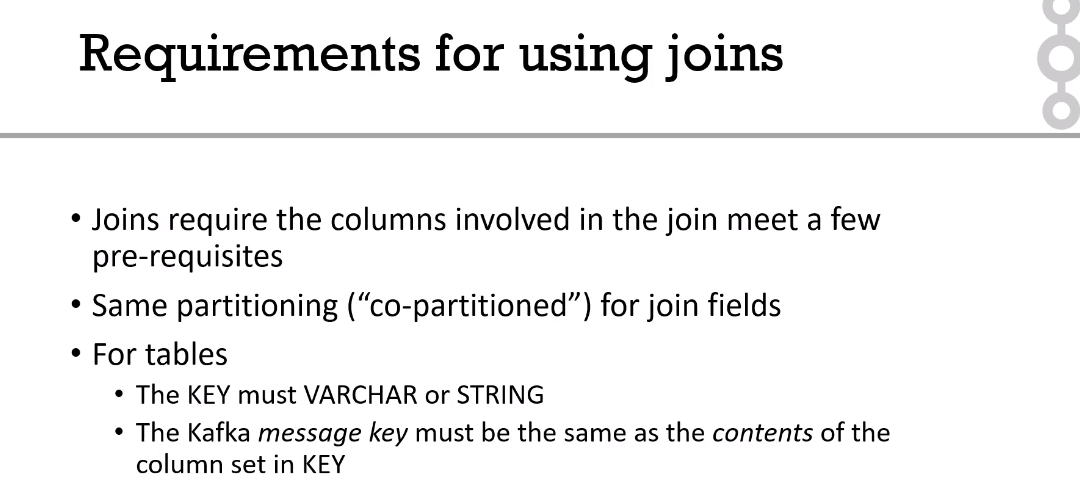 Requirements for using joins
• Joins require the columns involved in the join meet a few
pre-requisites
• Same partitioning (“co-partitioned”) for join fields
• For tables
• The KEY must VARCHAR or STRING
• The Kafka message key must be the same as the contents of the
column set in KEY